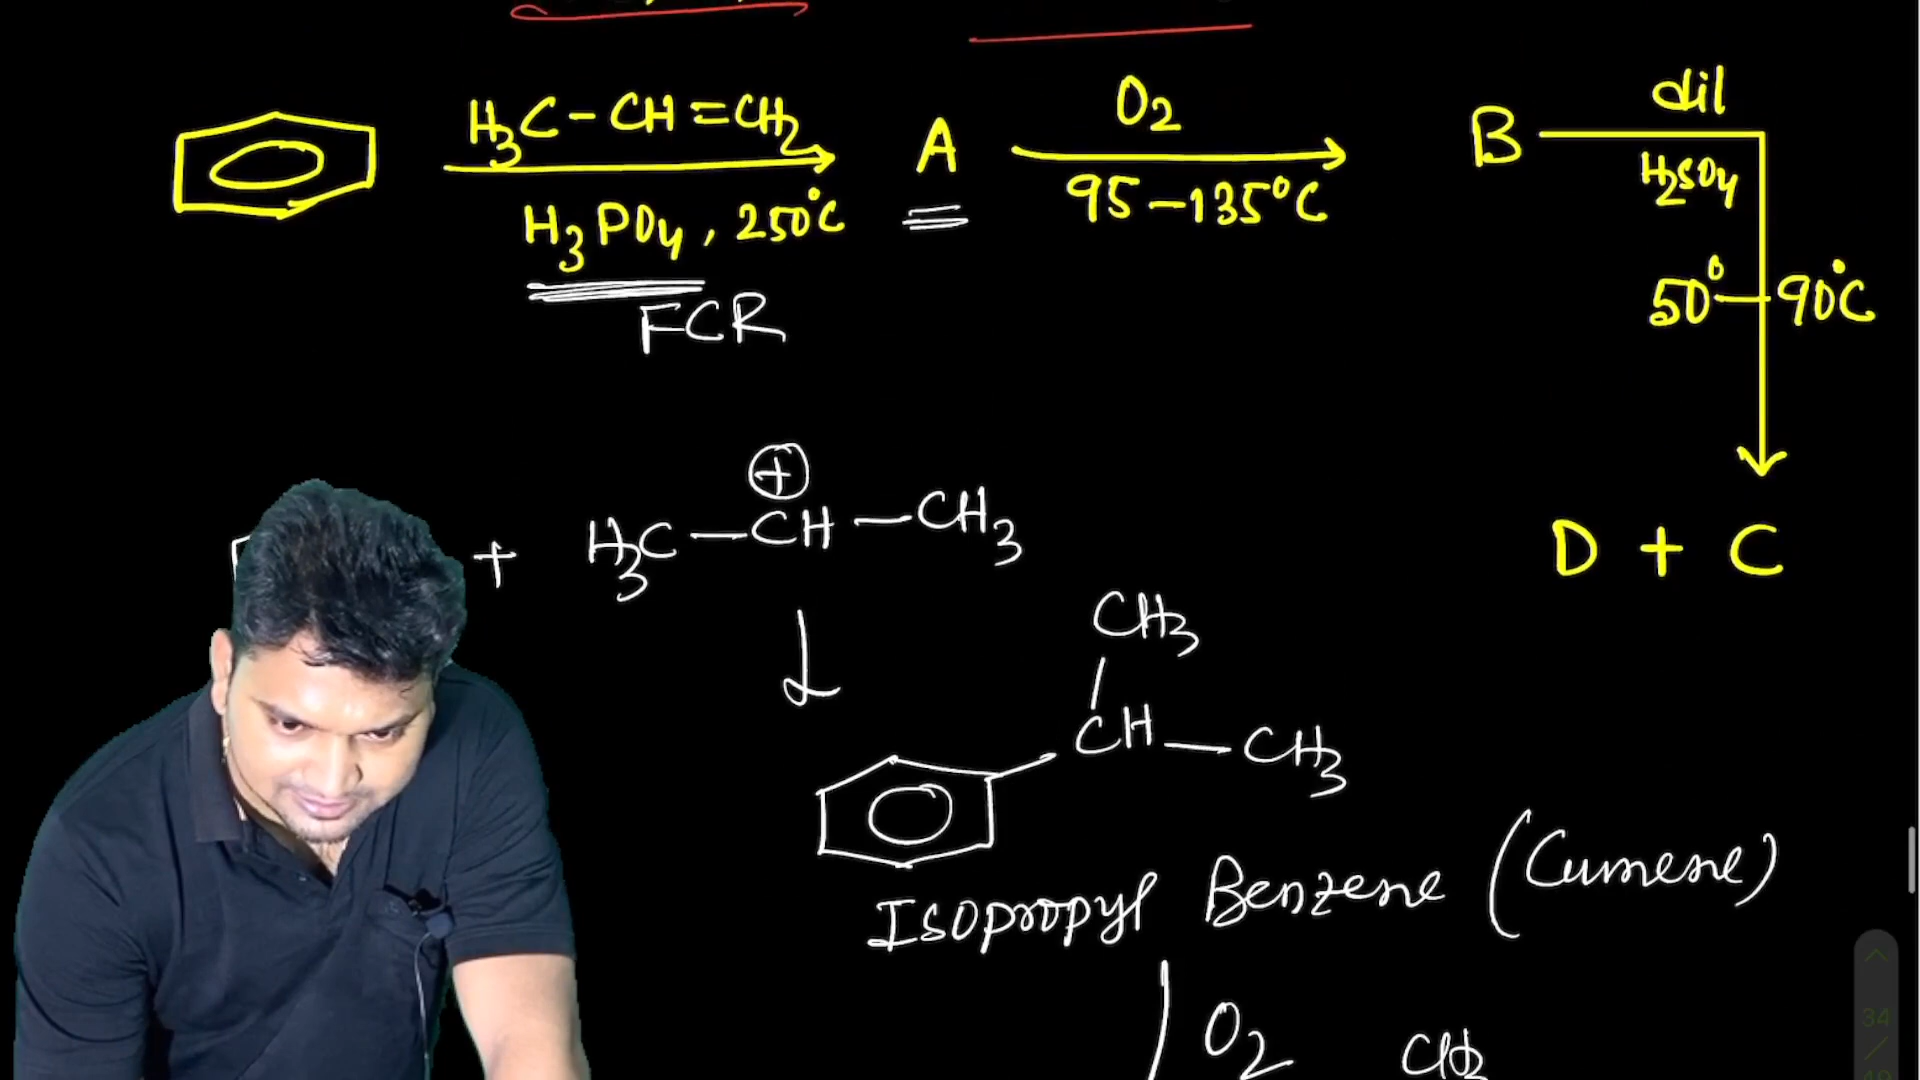 H3C-CH=CH2
H3PO4, 250°C
FCR
A
O2
95-135°C
B
dil
H2SO4
50°-90°C
D + C
+ H3C-CH-CH3
+
CH3
CH-CH3
Isopropyl Benzene (Cumene)
O2
CH3
34